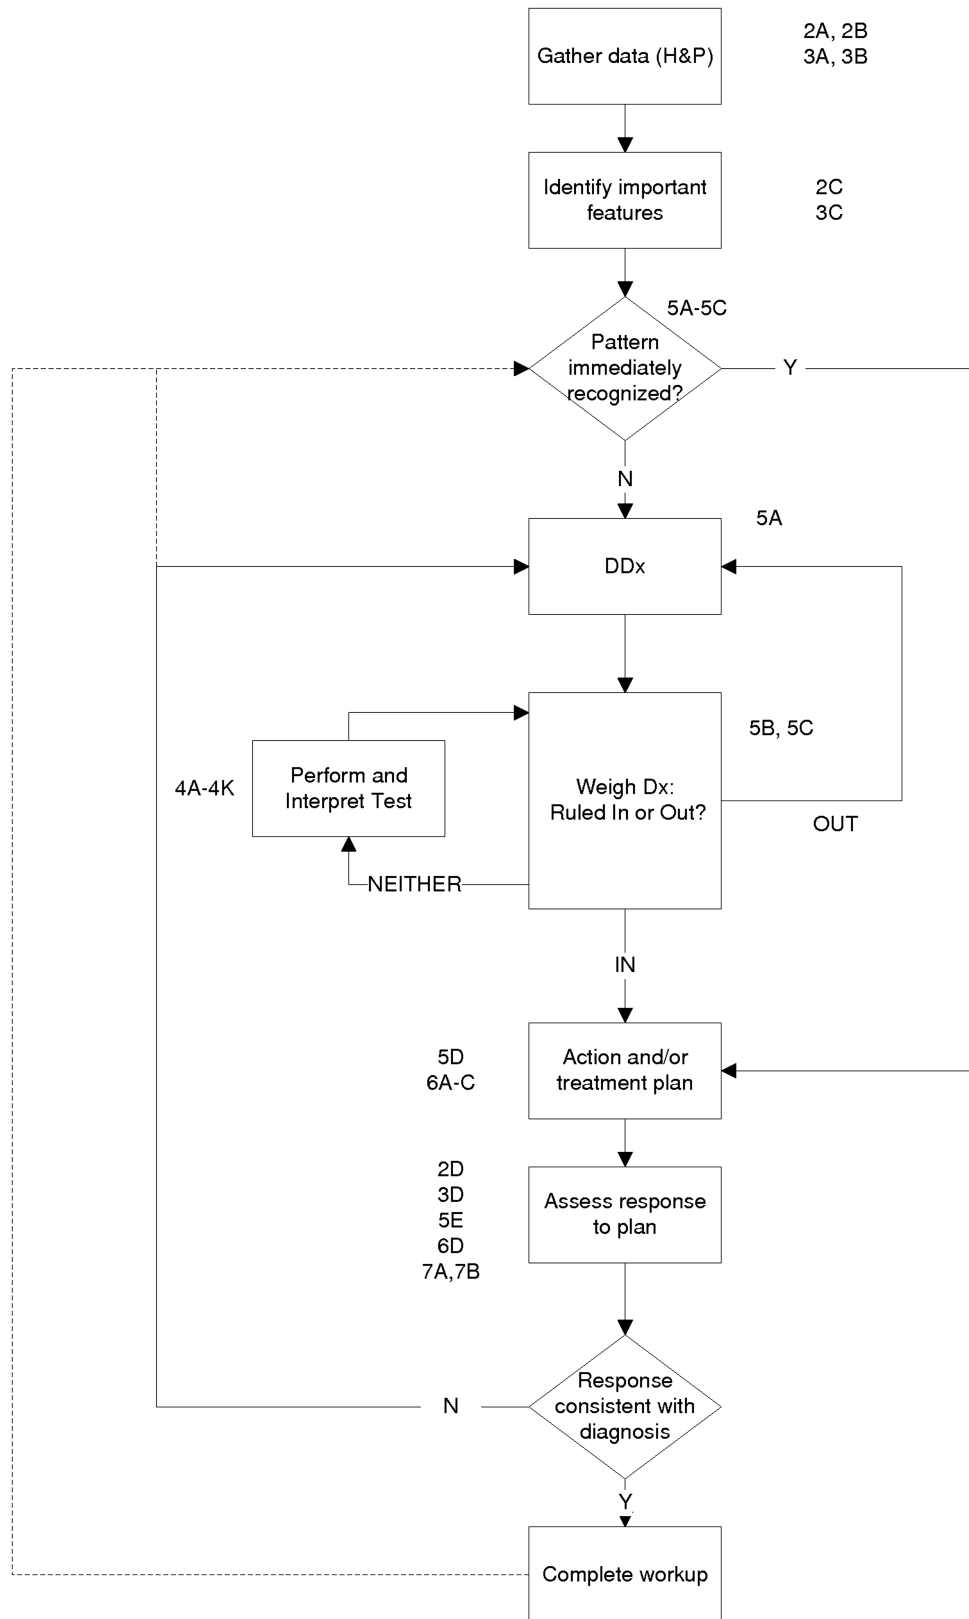 Gather data (H&P)
2A, 2B
3A, 3B
Identify important
features
2C
3C
5A-5C
Pattern
immediately
recognized?
Y
N
5A
DDx
5B, 5C
Perform and
Interpret Test
4A-4K
Weigh Dx:
Ruled In or Out?
OUT
NEITHER
IN
5D
6A-C
Action and/or
treatment plan
2D
3D
5E
6D
7A,7B
Assess response
to plan
Response
consistent with
diagnosis
N
Y
Complete workup